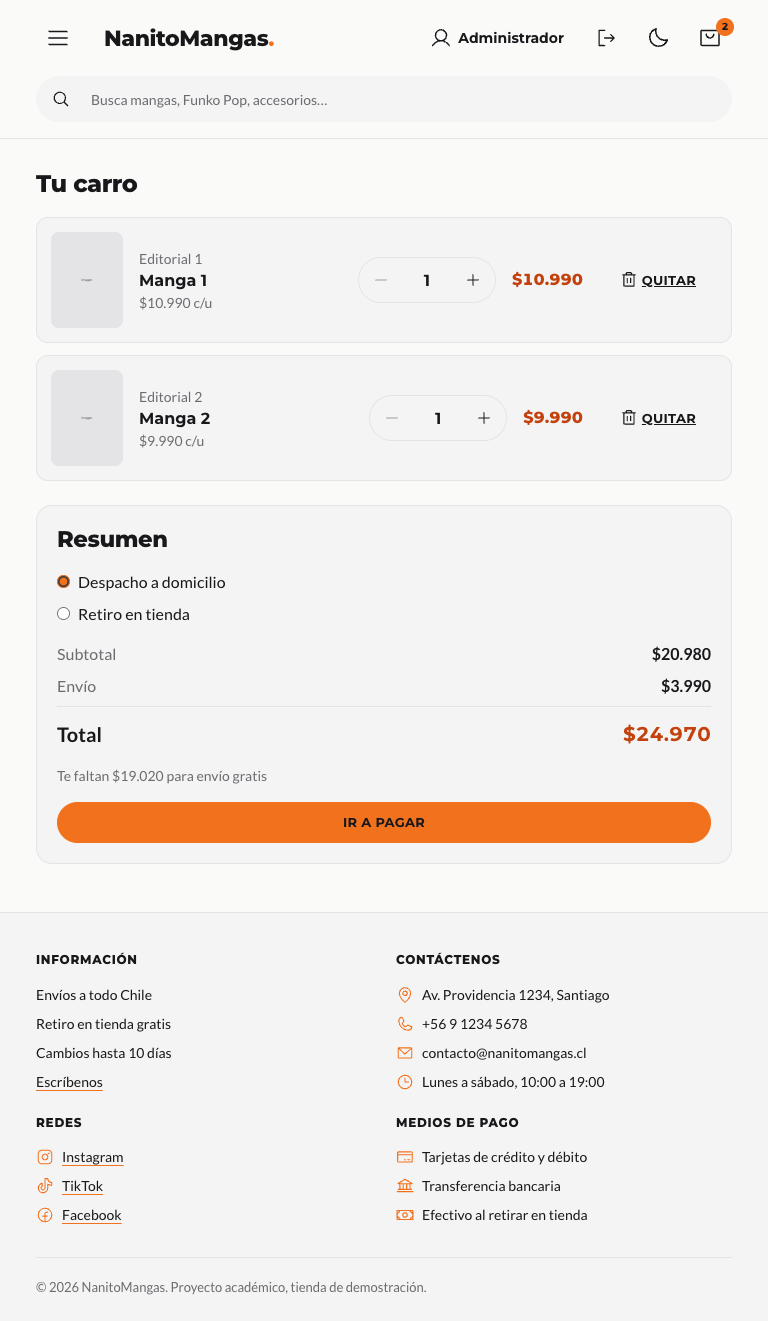 NanitoMangas.
Administrador
2
Busca mangas, Funko Pop, accesorios...
Tu carro
Editorial 1
Manga 1
$10.990 c/u
1
$10.990
QUITAR
Editorial 2
Manga 2
$9.990 c/u
1
$9.990
QUITAR
Resumen
Despacho a domicilio
Retiro en tienda
Subtotal $20.980
Envío $3.990
Total $24.970
Te faltan $19.020 para envío gratis
IR A PAGAR
INFORMACIÓN
Envíos a todo Chile
Retiro en tienda gratis
Cambios hasta 10 días
Escríbenos
CONTÁCTENOS
Av. Providencia 1234, Santiago
+56 9 1234 5678
contacto@nanitomangas.cl
Lunes a sábado, 10:00 a 19:00
REDES
Instagram
TikTok
Facebook
MEDIOS DE PAGO
Tarjetas de crédito y débito
Transferencia bancaria
Efectivo al retirar en tienda
© 2026 NanitoMangas. Proyecto académico, tienda de demostración.